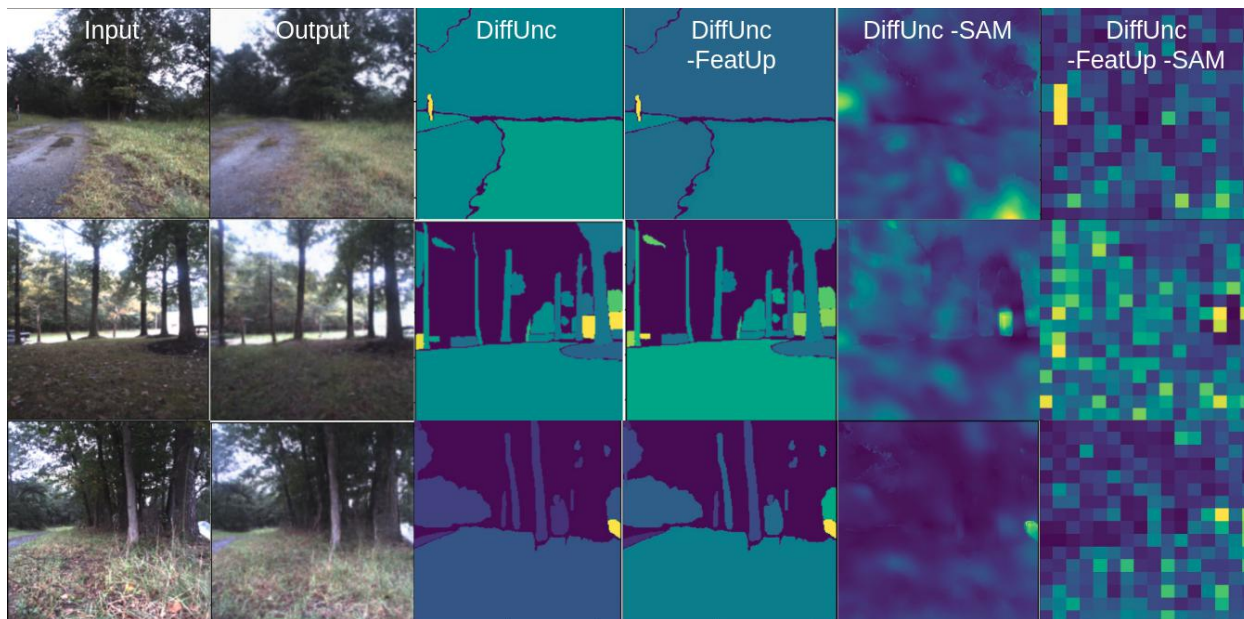 Input
Output
DiffUnc
DiffUnc
-FeatUp
DiffUnc -SAM
DiffUnc
-FeatUp -SAM